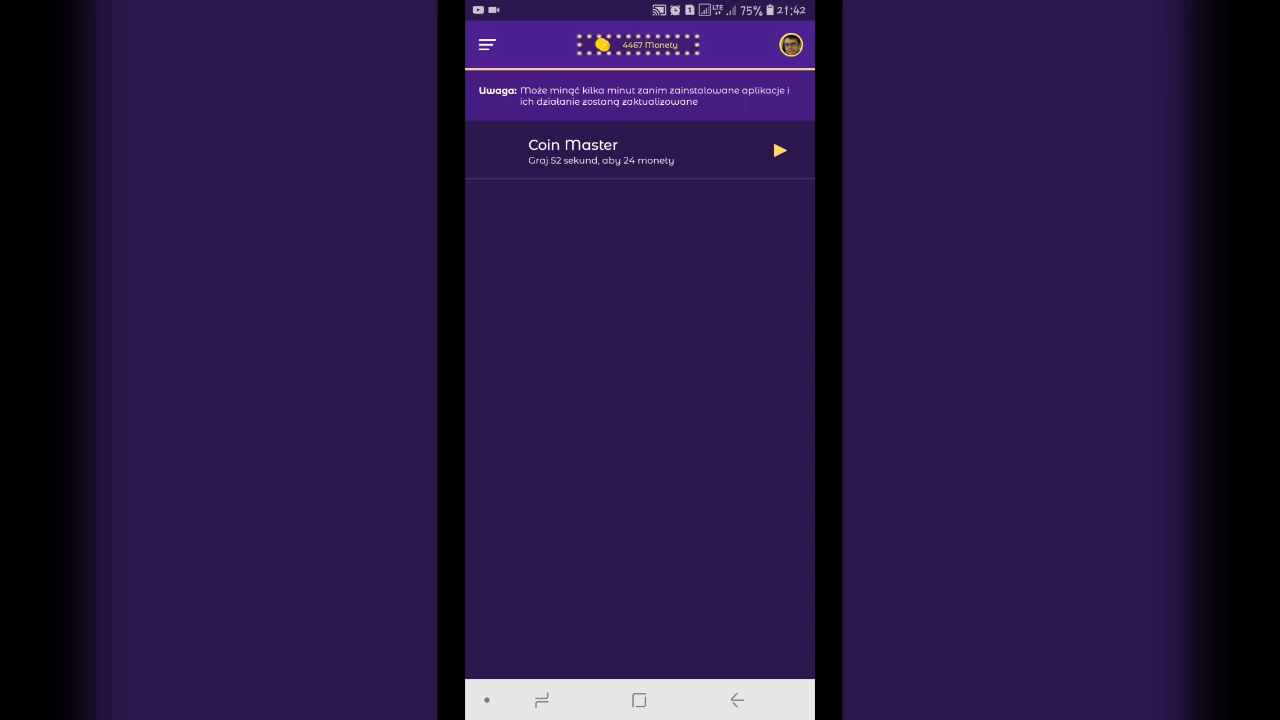 LTE 75% 21:42
4467 Monety
Uwaga: Może minąć kilka minut zanim zainstalowane aplikacje i
ich działanie zostaną zaktualizowane
Coin Master
Graj 52 sekund, aby 24 monety